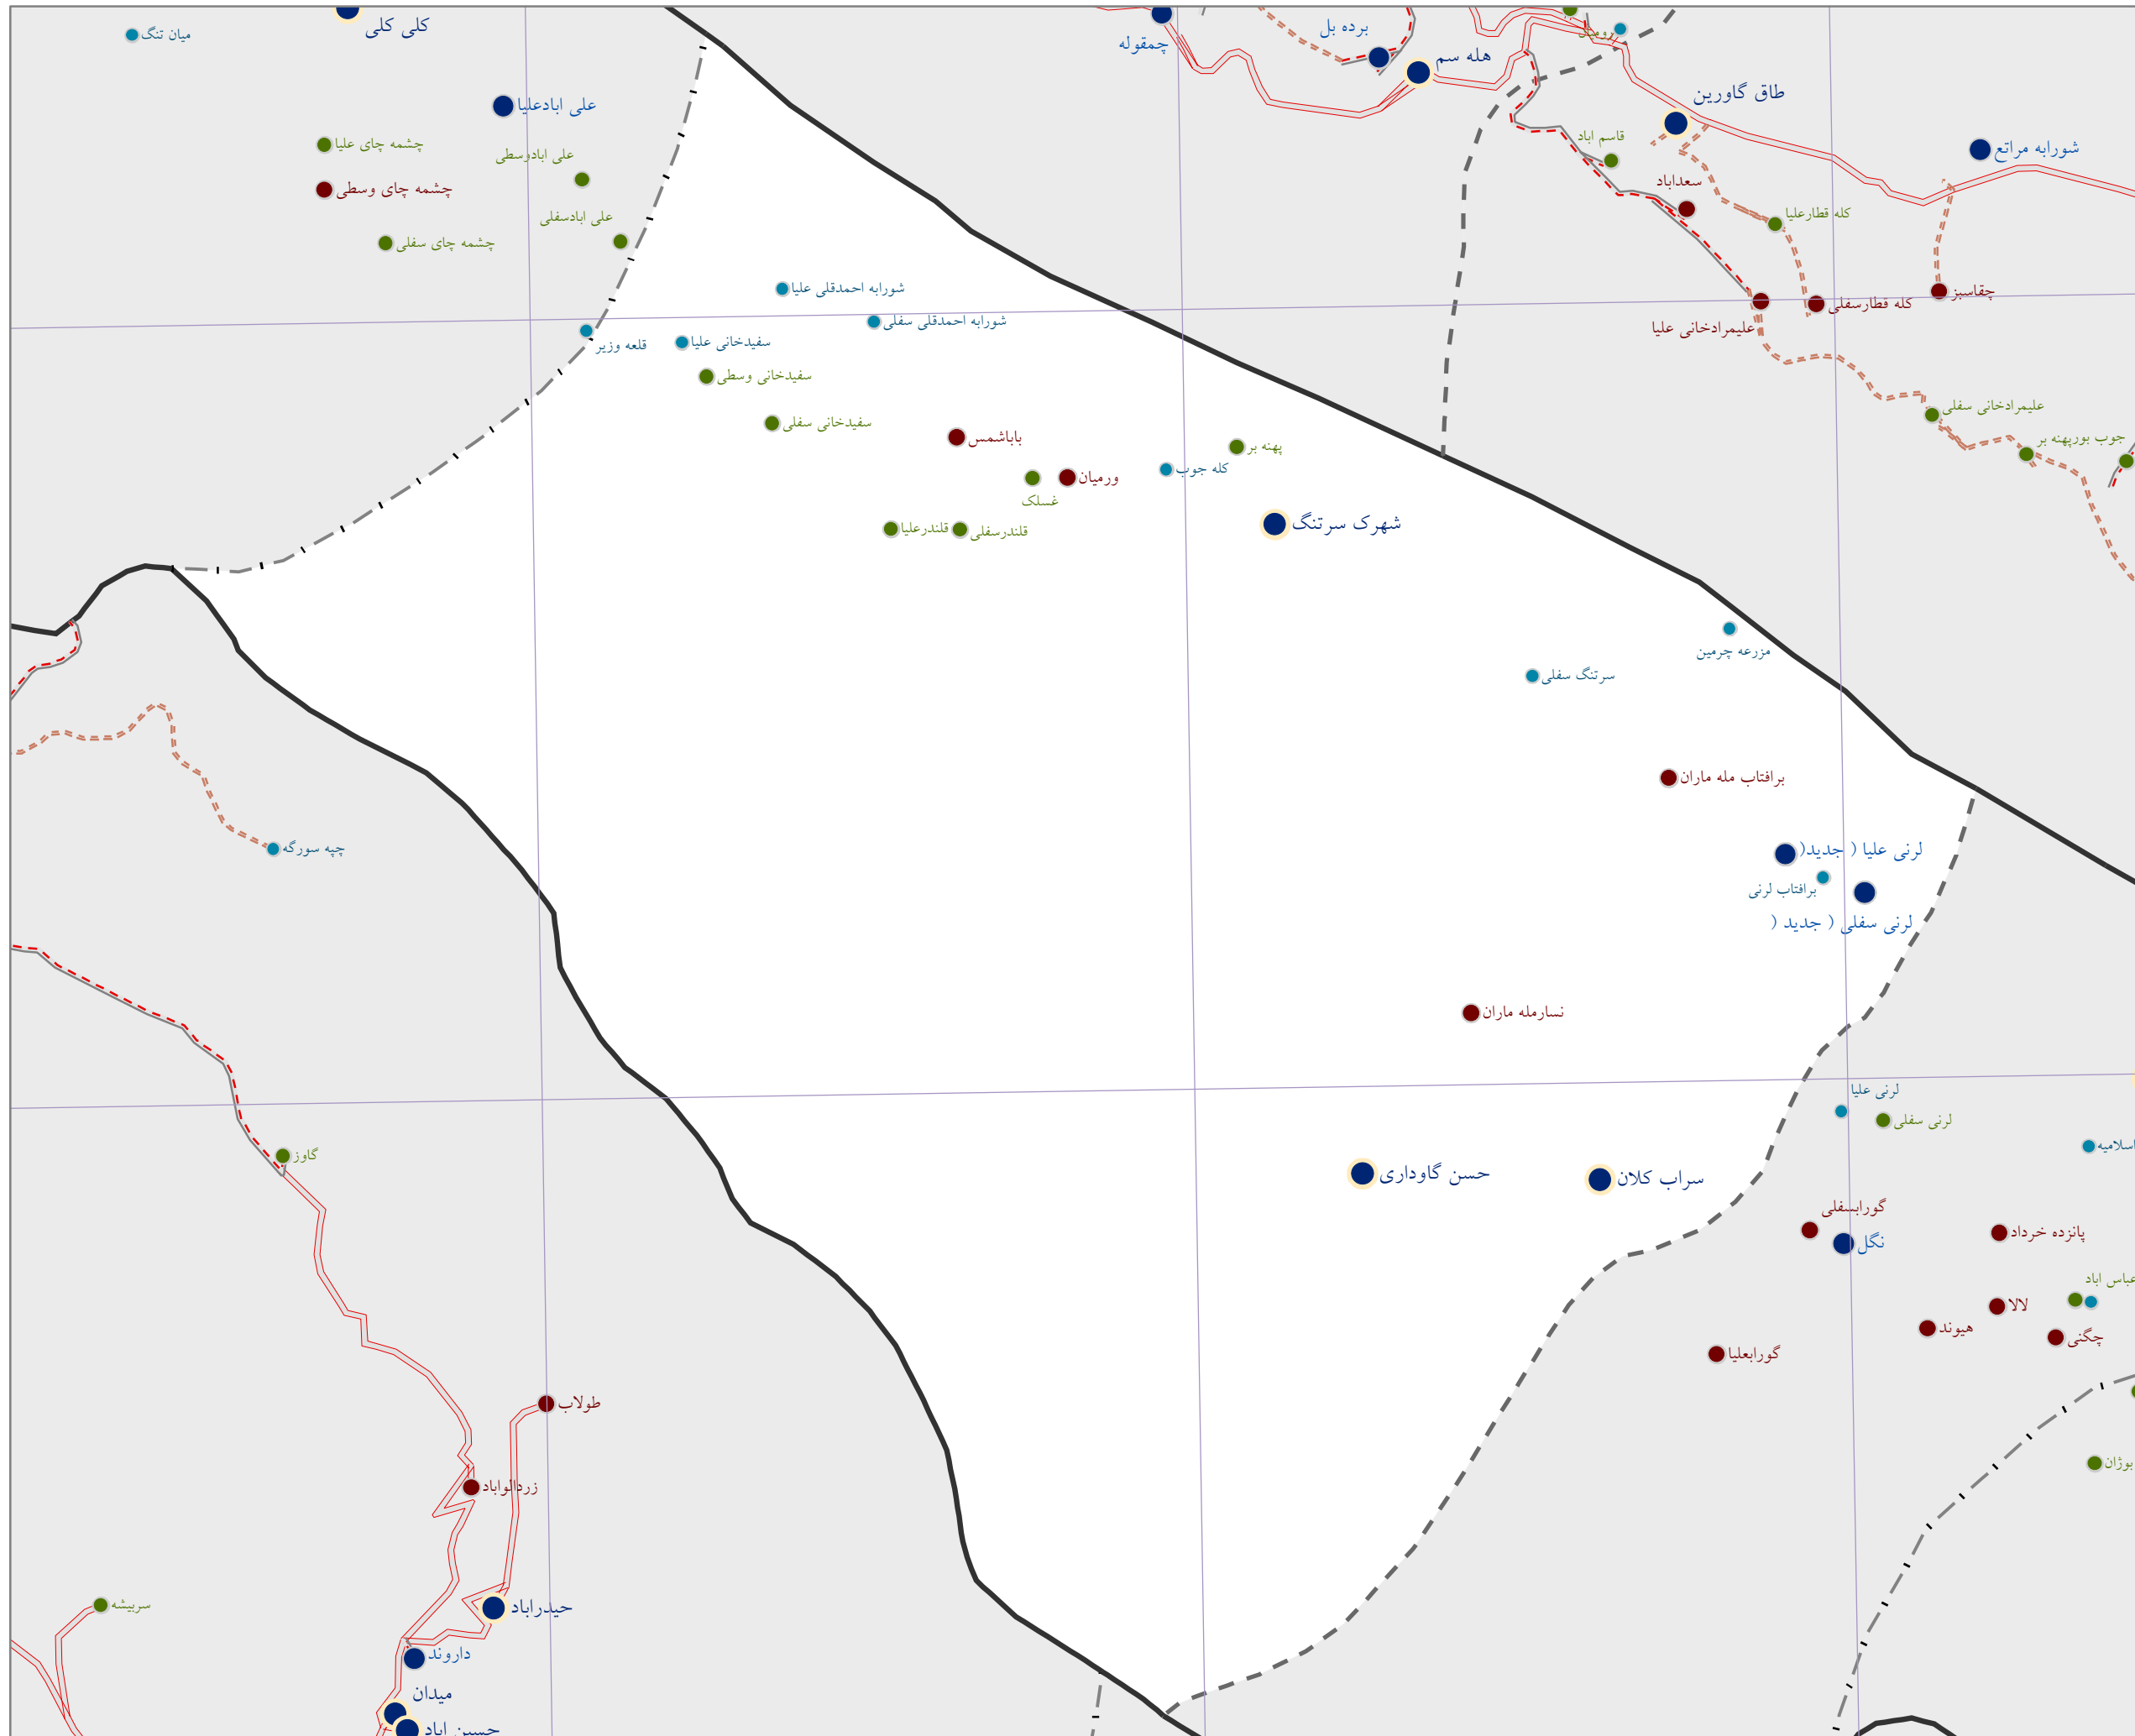 کلی کلی
میان تنگ
چمقوله
برده بل
هله سم
رومیان
طاق گاورین
علی ابادعلیا
چشمه چای علیا
علی ابادوسطی
چشمه چای وسطی
علی ابادسفلی
چشمه چای سفلی
قاسم اباد
شورابه مراتع
سعداباد
کله قطارعلیا
شورابه احمدقلی علیا
چقاسبز
کله قطارسفلی
علیمرادخانی علیا
شورابه احمدقلی سفلی
قلعه وزیر
سفیدخانی علیا
سفیدخانی وسطی
سفیدخانی سفلی
باباشمس
علیمرادخانی سفلی
جوب بورپهنه بر
پهنه بر
کله جوب
ورمیان
غسلک
قلندرعلیا
قلندرسفلی
شهرک سرتنگ
مزرعه چرمین
سرتنگ سفلی
برافتاب مله ماران
چپه سورگه
لرنی علیا ( جدید(
برافتاب لرنی
لرنی سفلی ( جدید (
نسارمله ماران
لرنی علیا
لرنی سفلی
اسلامیه
گاوز
حسن گاوداری
سراب کلان
گورابسفلی
نگل
پانزده خرداد
عباس اباد
لالا
هیوند
چگنی
گورابعلیا
طولاب
بوژان
زردالواباد
سربیشه
حیدراباد
داروند
میدان
حسین اباد